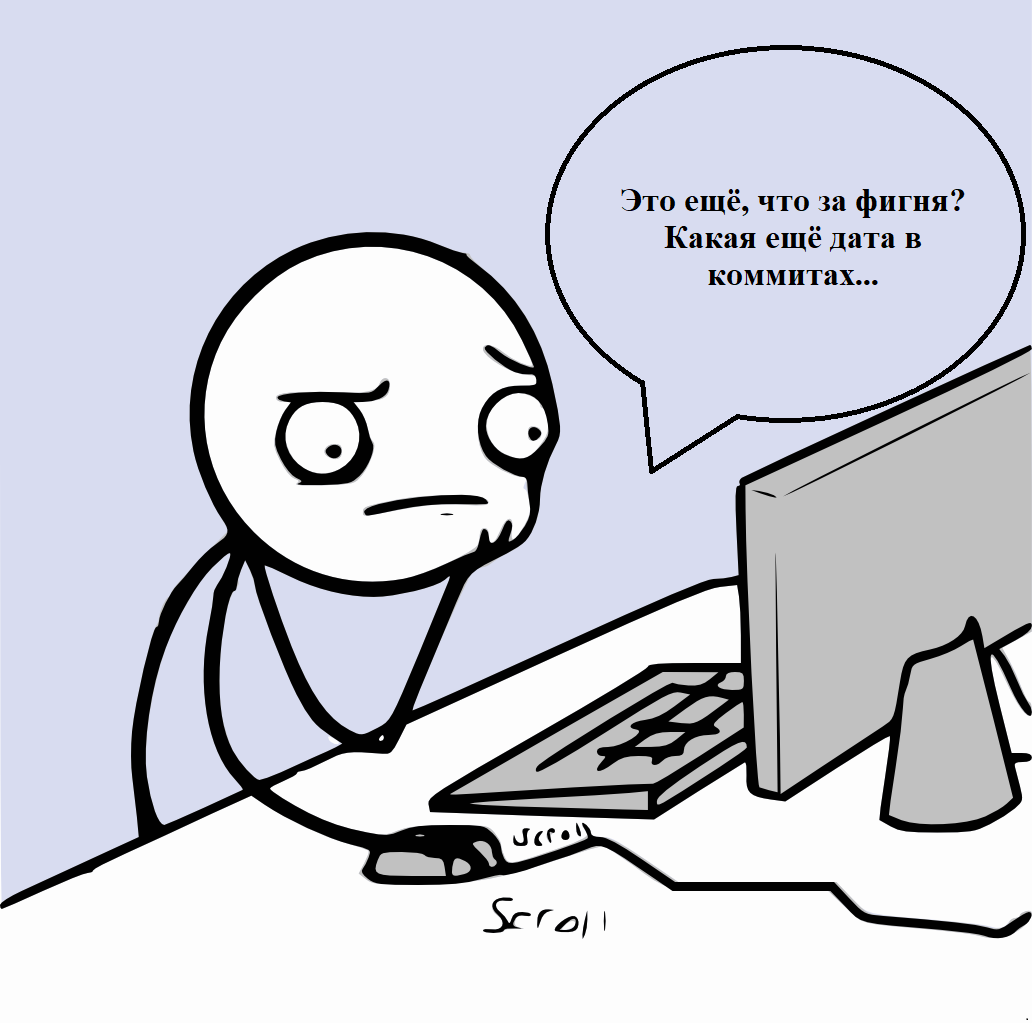 Это ещё, что за фигня?
Какая ещё дата в
коммитах...
scroll
Scroll